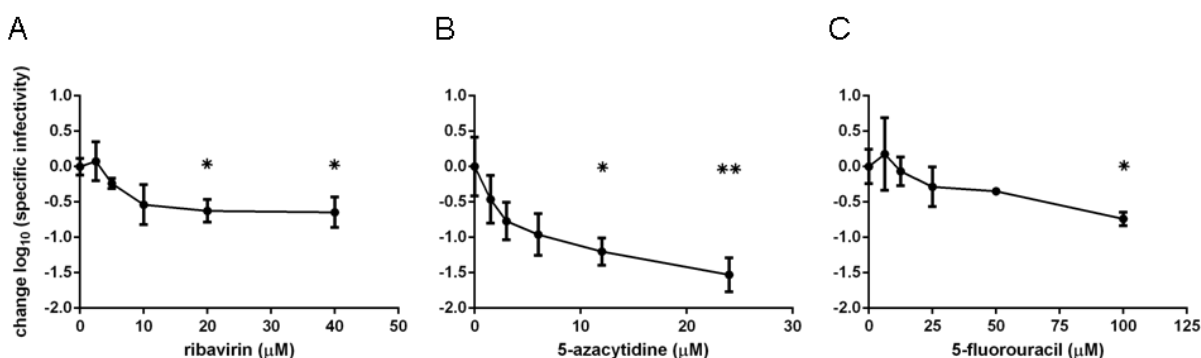 A
B
C
change log10 (specific infectivity)
1.0
0.5
0.0
-0.5
-1.0
-1.5
-2.0
* *
0 10 20 30 40 50
ribavirin (µM)
1.0
0.5
0.0
-0.5
-1.0
-1.5
-2.0
* **
0 10 20 30
5-azacytidine (µM)
1.0
0.5
0.0
-0.5
-1.0
-1.5
-2.0
*
0 25 50 75 100 125
5-fluorouracil (µM)